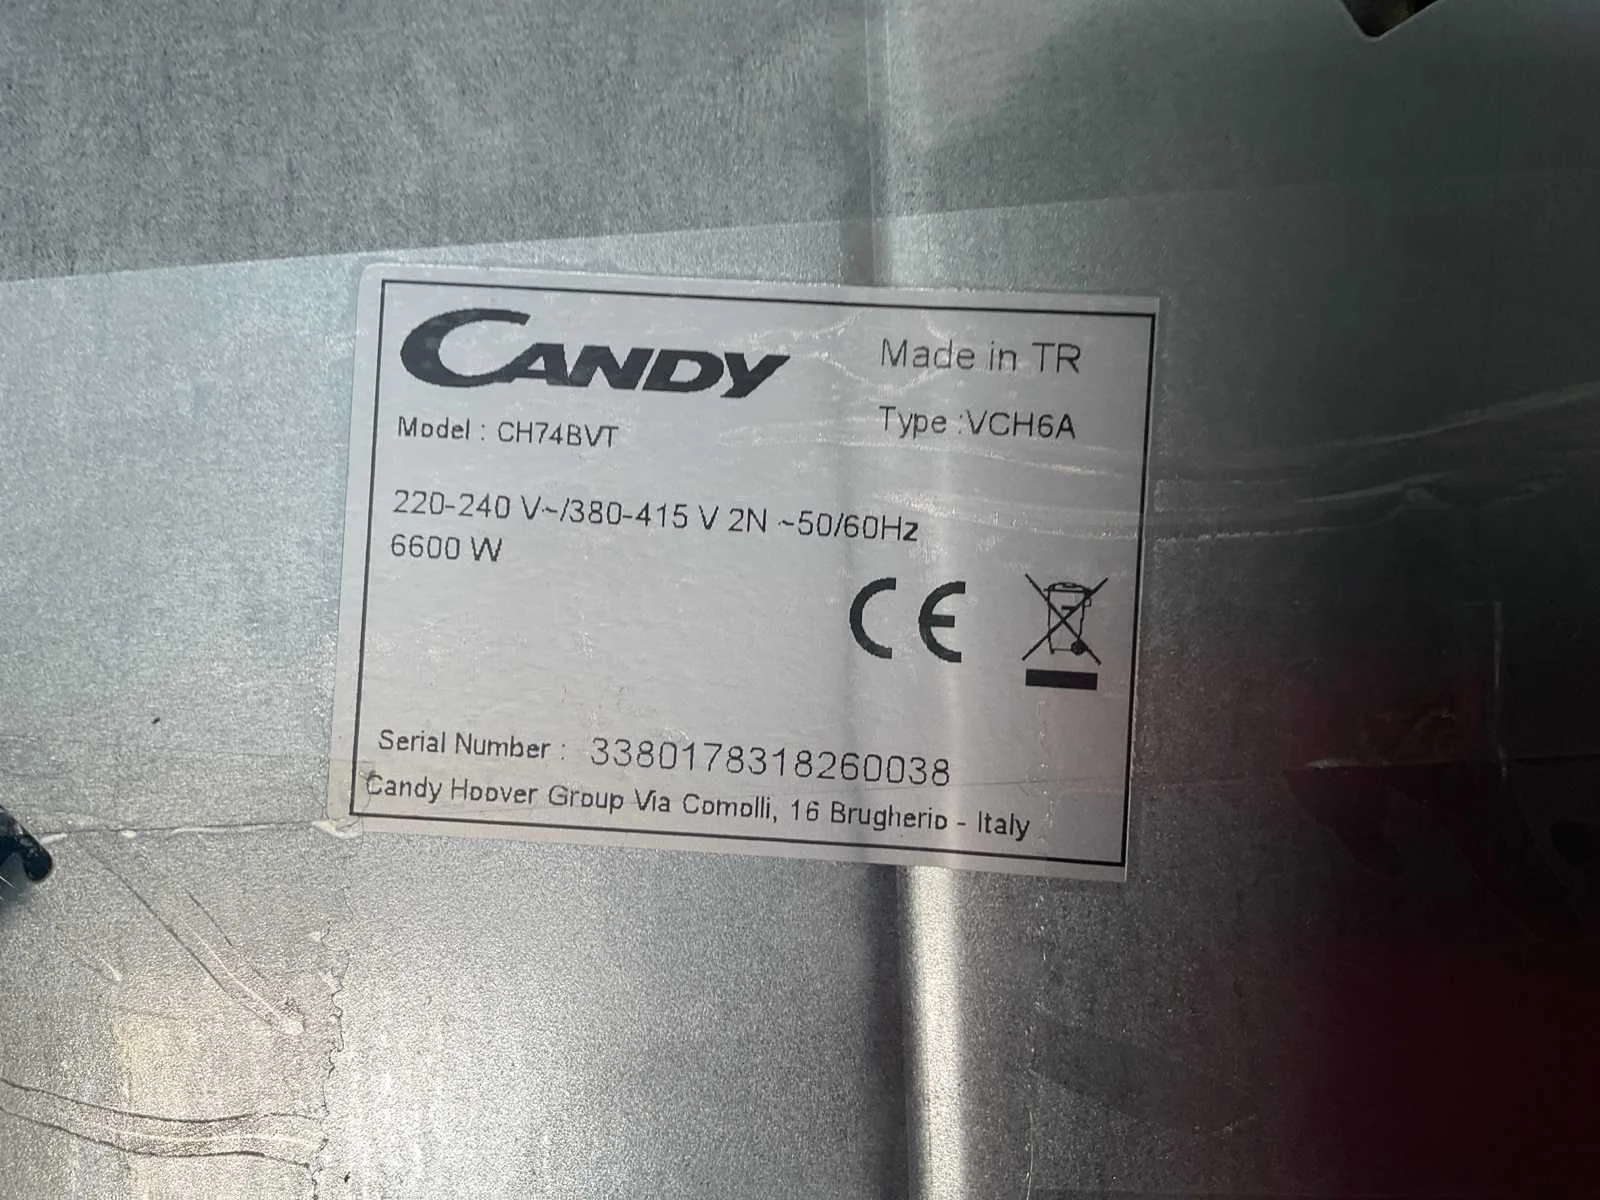 CANDY
Made in TR
Model : CH74BVT
Type :VCH6A
220-240 V~/380-415 V 2N ~50/60Hz
6600 W
CE
Serial Number : 3380178318260038
Candy Hoover Group Via Comolli, 16 Brugherio - Italy